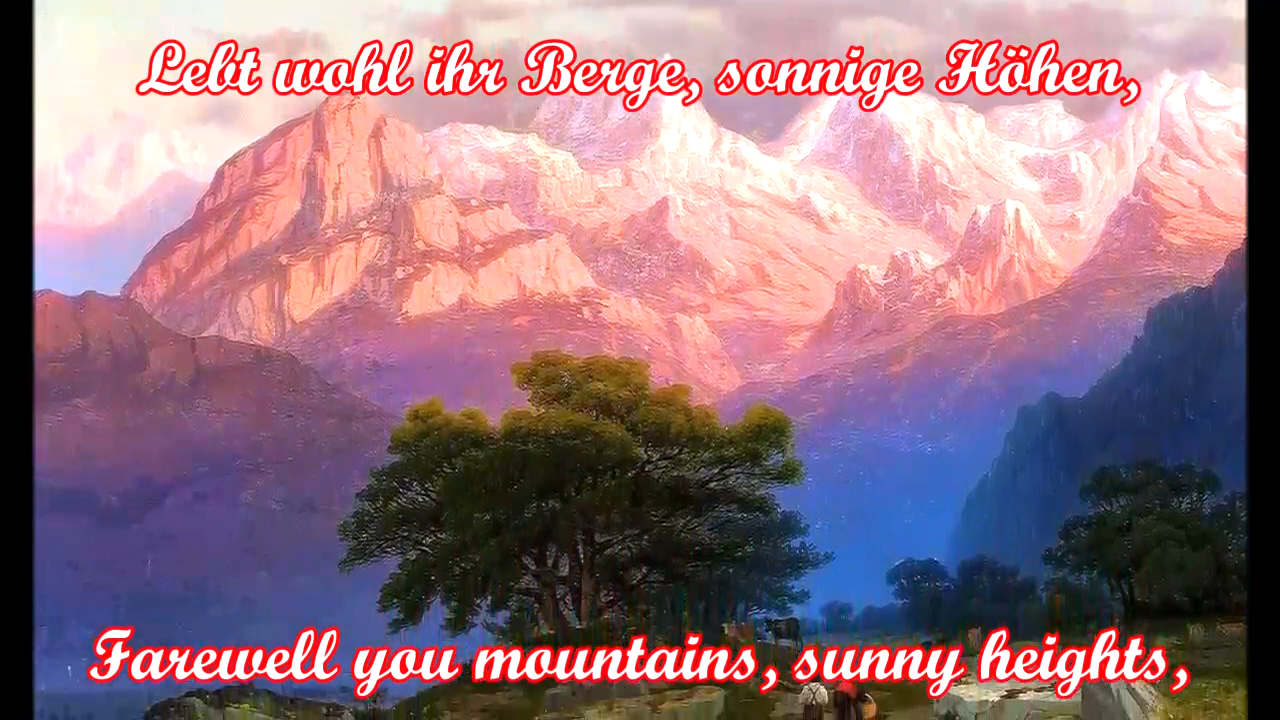 Lebt wohl ihr Berge, sonnige Höhen,
Farewell you mountains, sunny heights,